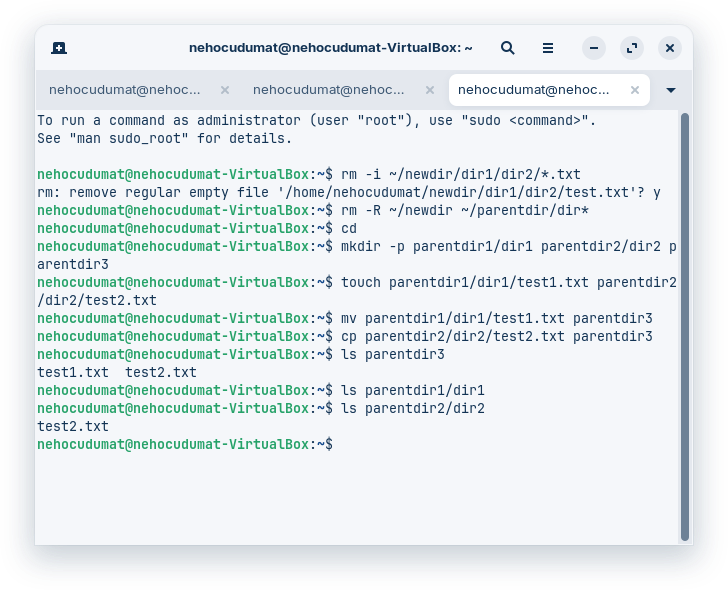 nehocudumat@nehocudumat-VirtualBox: ~
nehocudumat@nehoc... nehocudumat@nehoc... nehocudumat@nehoc...
To run a command as administrator (user "root"), use "sudo <command>".
See "man sudo_root" for details.
nehocudumat@nehocudumat-VirtualBox:~$ rm -i ~/newdir/dir1/dir2/*.txt
rm: remove regular empty file '/home/nehocudumat/newdir/dir1/dir2/test.txt'? y
nehocudumat@nehocudumat-VirtualBox:~$ rm -R ~/newdir ~/parentdir/dir*
nehocudumat@nehocudumat-VirtualBox:~$ cd
nehocudumat@nehocudumat-VirtualBox:~$ mkdir -p parentdir1/dir1 parentdir2/dir2 p
arentdir3
nehocudumat@nehocudumat-VirtualBox:~$ touch parentdir1/dir1/test1.txt parentdir2
/dir2/test2.txt
nehocudumat@nehocudumat-VirtualBox:~$ mv parentdir1/dir1/test1.txt parentdir3
nehocudumat@nehocudumat-VirtualBox:~$ cp parentdir2/dir2/test2.txt parentdir3
nehocudumat@nehocudumat-VirtualBox:~$ ls parentdir3
test1.txt  test2.txt
nehocudumat@nehocudumat-VirtualBox:~$ ls parentdir1/dir1
nehocudumat@nehocudumat-VirtualBox:~$ ls parentdir2/dir2
test2.txt
nehocudumat@nehocudumat-VirtualBox:~$